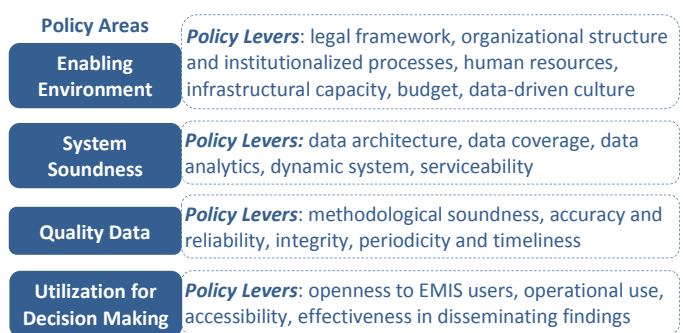 Policy Areas
Enabling
Environment
Policy Levers: legal framework, organizational structure
and institutionalized processes, human resources,
infrastructural capacity, budget, data-driven culture
System
Soundness
Policy Levers: data architecture, data coverage, data
analytics, dynamic system, serviceability
Quality Data
Policy Levers: methodological soundness, accuracy and
reliability, integrity, periodicity and timeliness
Utilization for
Decision Making
Policy Levers: openness to EMIS users, operational use,
accessibility, effectiveness in disseminating findings